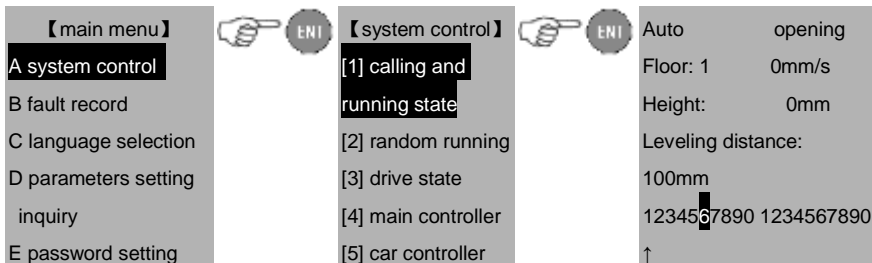 【main menu】
A system control
B fault record
C language selection
D parameters setting
inquiry
E password setting
ENT
【system control】
[1] calling and
running state
[2] random running
[3] drive state
[4] main controller
[5] car controller
ENT
Auto opening
Floor: 1 0mm/s
Height: 0mm
Leveling distance:
100mm
1234567890 1234567890
↑